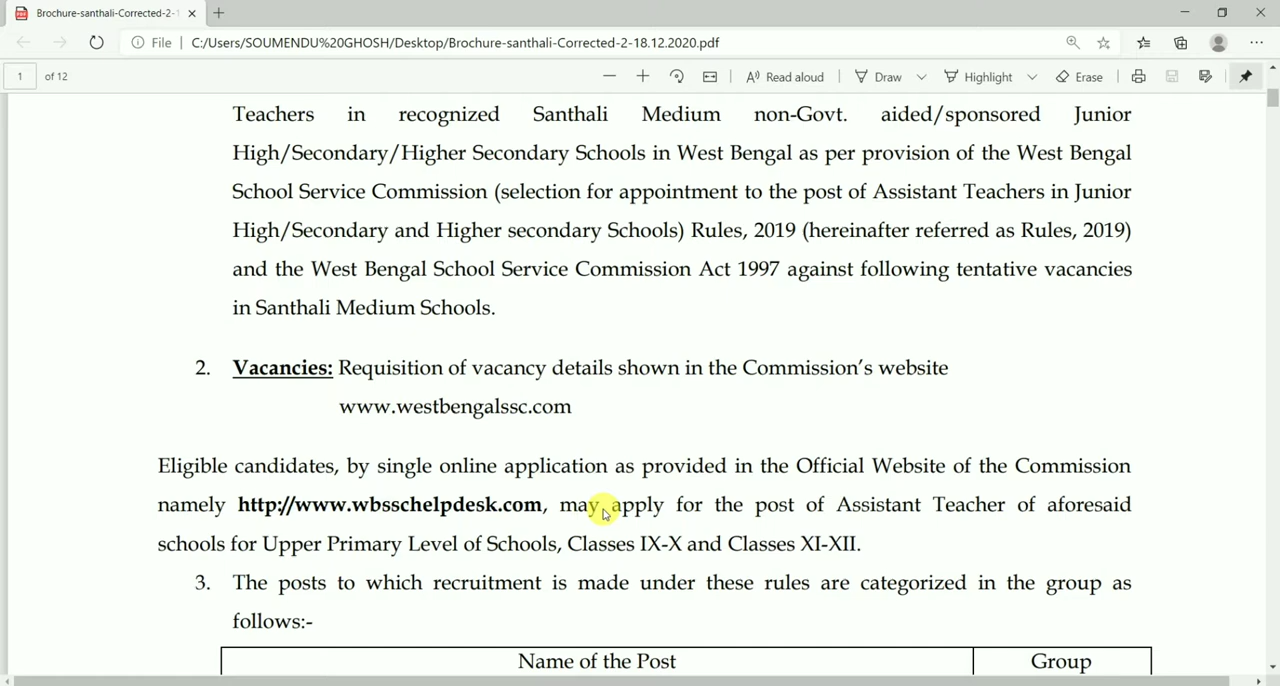 Brochure-santhali-Corrected-2-1
File
C:/Users/SOUMENDU%20GHOSH/Desktop/Brochure-santhali-Corrected-2-18.12.2020.pdf
1 of 12
Read aloud
Draw
Highlight
Erase
Teachers in recognized Santhali Medium non-Govt. aided/sponsored Junior
High/Secondary/Higher Secondary Schools in West Bengal as per provision of the West Bengal
School Service Commission (selection for appointment to the post of Assistant Teachers in Junior
High/Secondary and Higher secondary Schools) Rules, 2019 (hereinafter referred as Rules, 2019)
and the West Bengal School Service Commission Act 1997 against following tentative vacancies
in Santhali Medium Schools.
2. Vacancies: Requisition of vacancy details shown in the Commission's website
www.westbengalssc.com
Eligible candidates, by single online application as provided in the Official Website of the Commission
namely http://www.wbsschelpdesk.com, may apply for the post of Assistant Teacher of aforesaid
schools for Upper Primary Level of Schools, Classes IX-X and Classes XI-XII.
3. The posts to which recruitment is made under these rules are categorized in the group as
follows:-
Name of the Post
Group